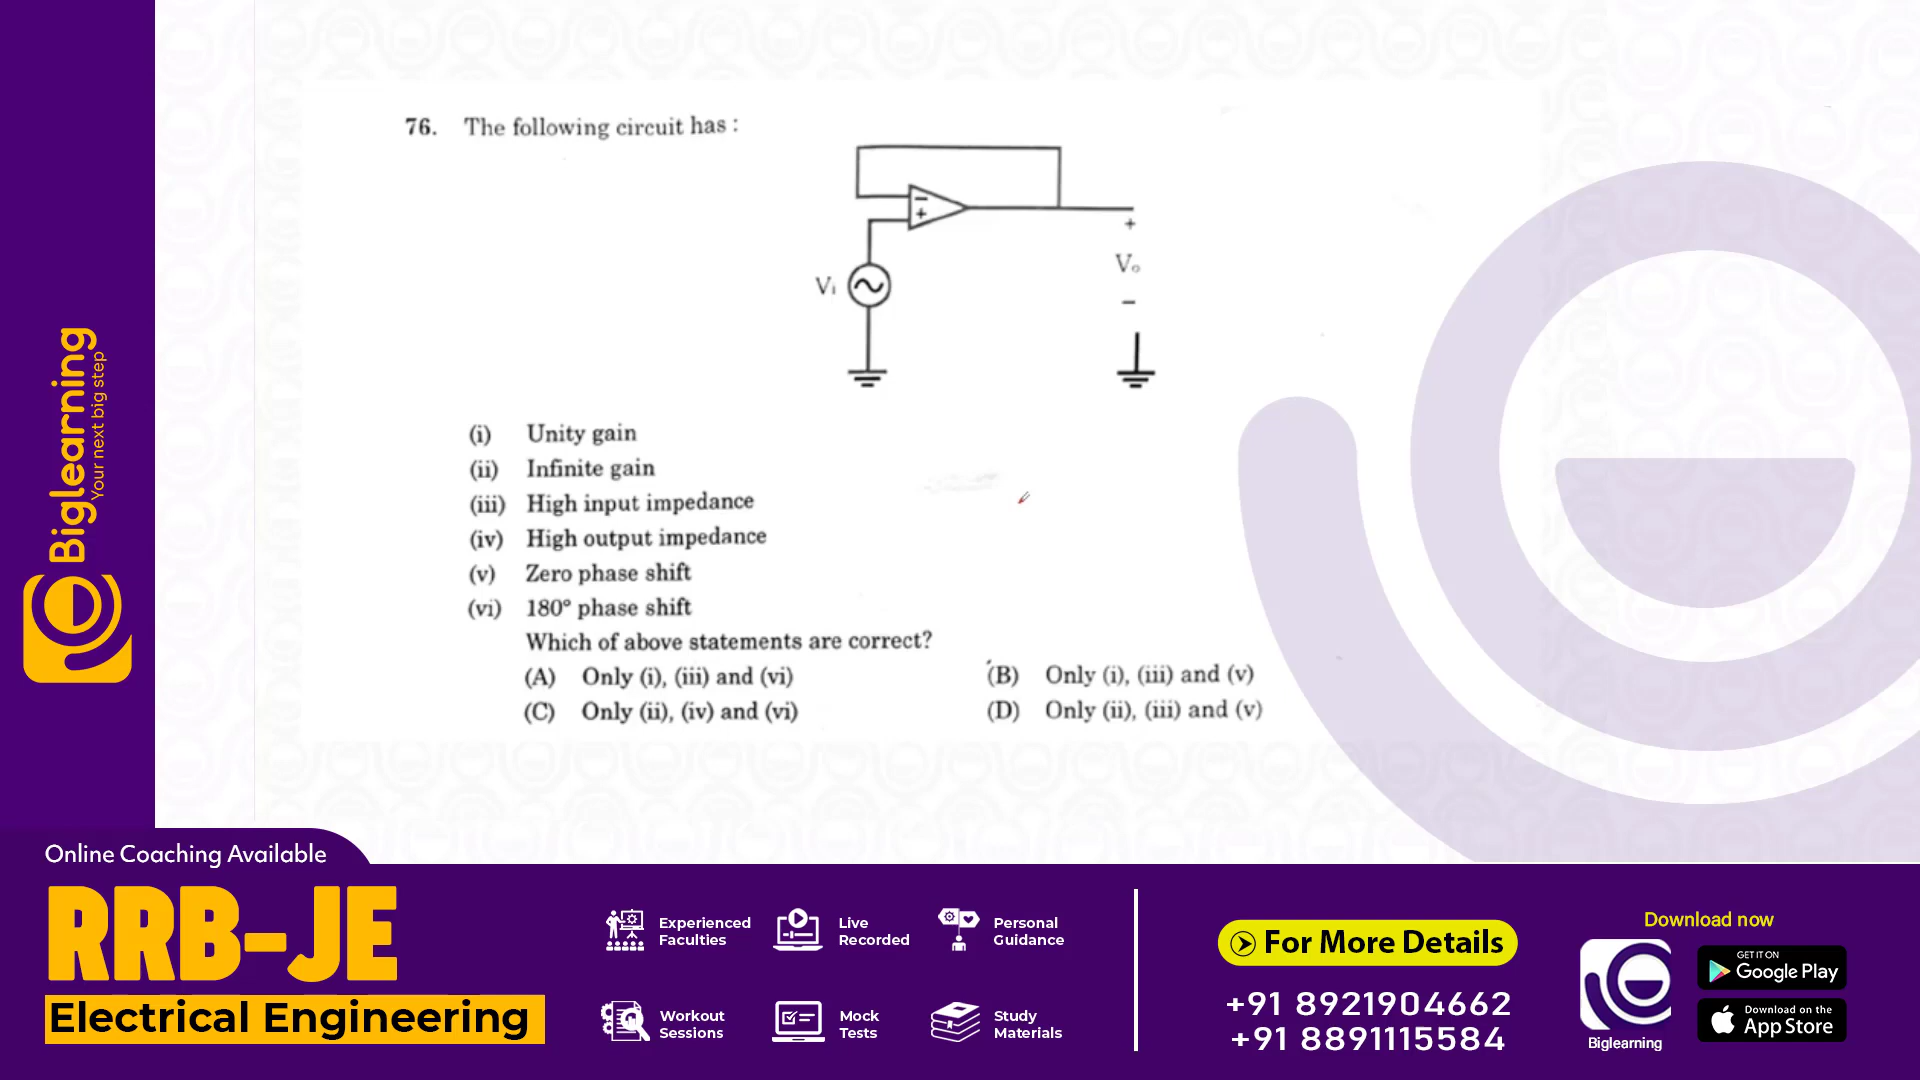 76. The following circuit has :
−
+
+
Vᵢ
Vₒ
−
(i) Unity gain
(ii) Infinite gain
(iii) High input impedance
(iv) High output impedance
(v) Zero phase shift
(vi) 180° phase shift
Which of above statements are correct?
(A) Only (i), (iii) and (vi)
(B) Only (i), (iii) and (v)
(C) Only (ii), (iv) and (vi)
(D) Only (ii), (iii) and (v)
Biglearning
Your next big step
Online Coaching Available
RRB-JE
Electrical Engineering
Experienced
Faculties
Live
Recorded
Personal
Guidance
Workout
Sessions
Mock
Tests
Study
Materials
For More Details
+91 8921904662
+91 8891115584
Download now
Biglearning
GET IT ON
Google Play
Download on the
App Store